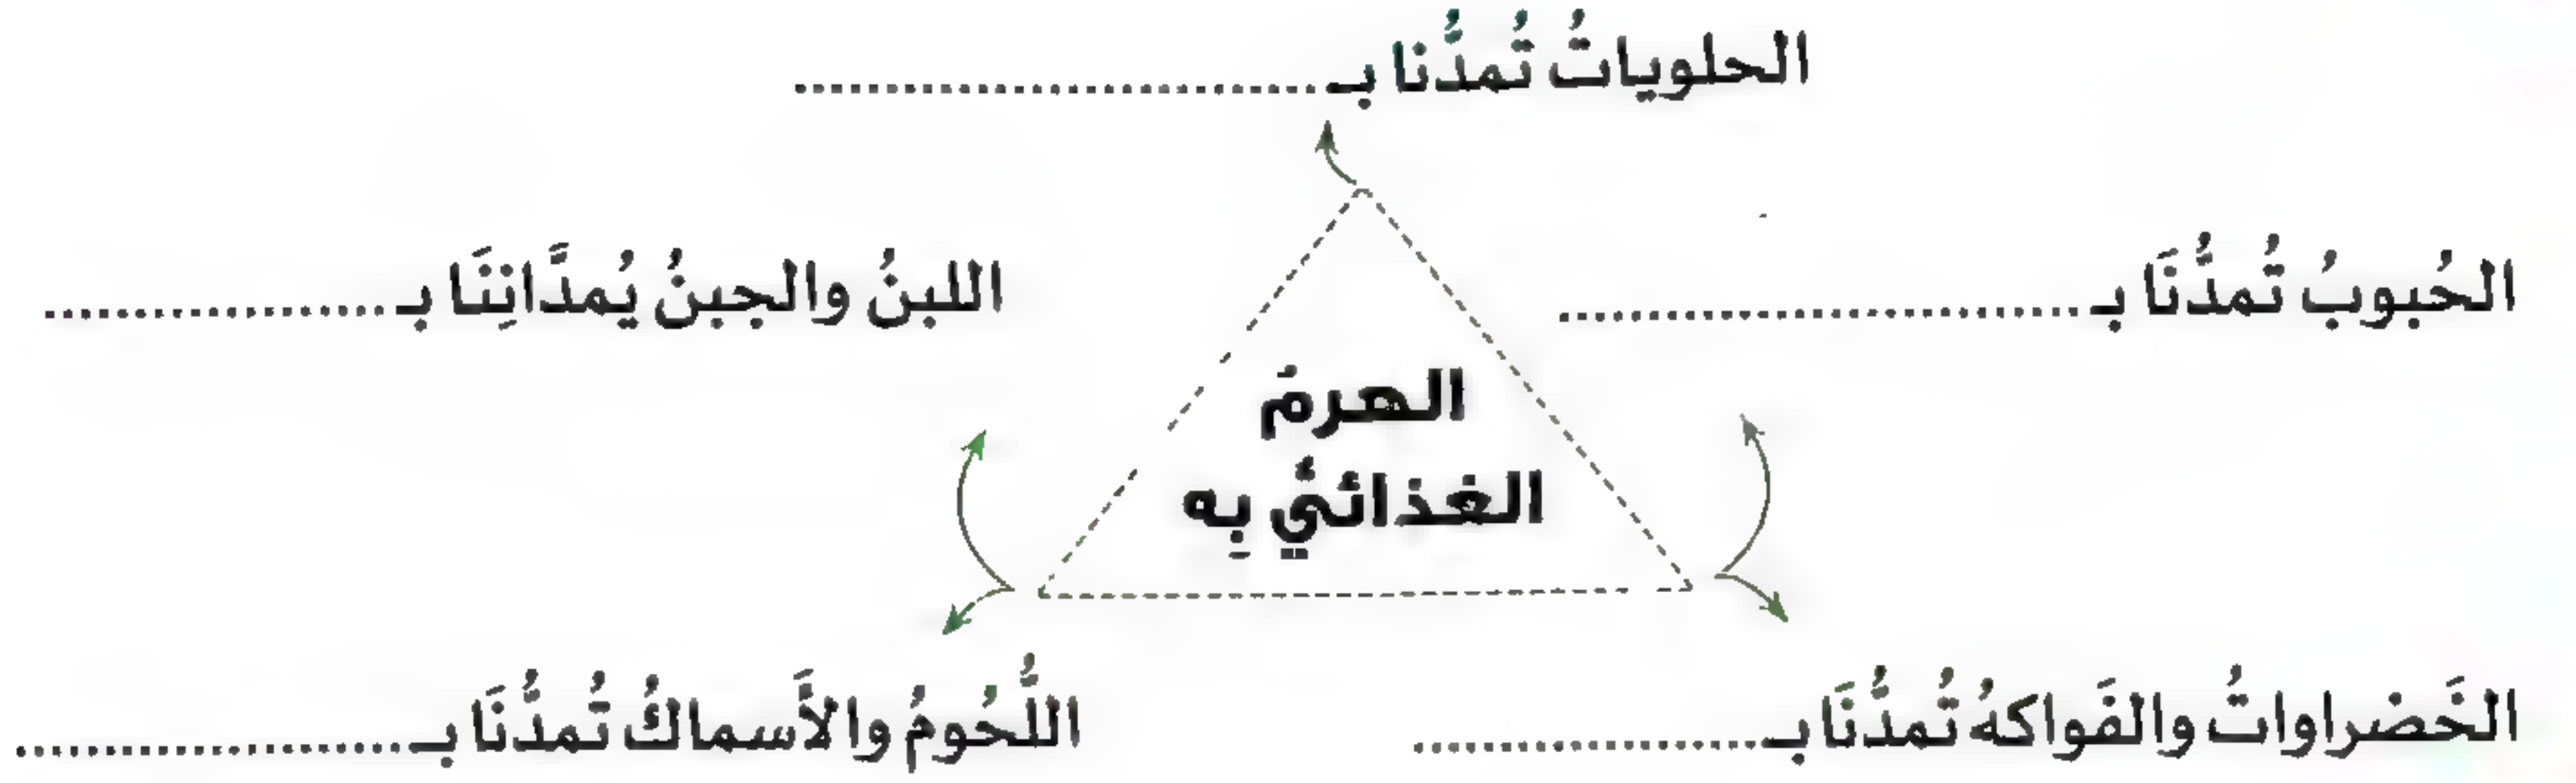 الحلوياتُ تُمدُّنا بـ..............................
الحُبوبُ تُمدُّنَا بـ..............................
اللبنُ والجبنُ يُمدَّانِنَا بـ....................
الهرمُ
الغذائيُّ بِه
الخَضراواتُ والفَواكهُ تُمدُّنَا بـ....................
اللُّحُومُ والأَسماكُ تُمدُّنَا بـ......................